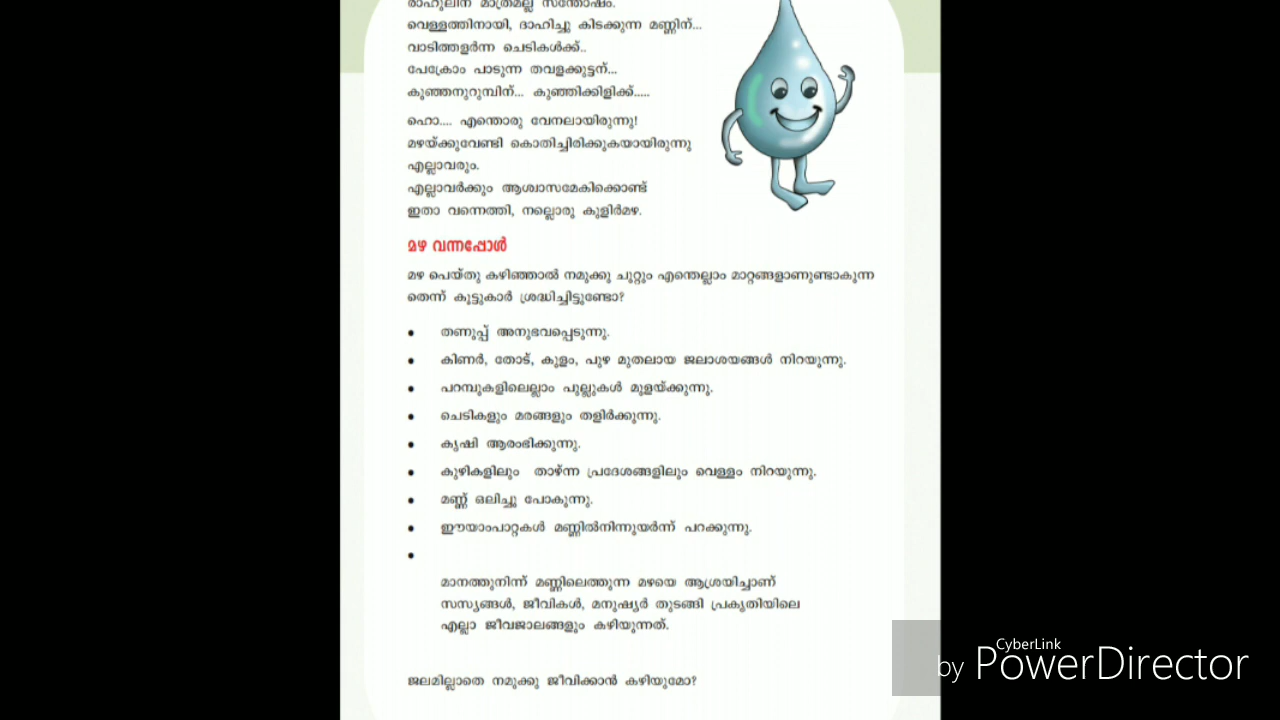 രാഹുലിന് മാത്രമല്ല സന്തോഷം.
വെള്ളത്തിനായി, ദാഹിച്ചു കിടക്കുന്ന മണ്ണിന്...
വാടിത്തളർന്ന ചെടികൾക്ക്..
പേക്രോം പാടുന്ന തവളക്കുട്ടന്...
കുഞ്ഞനുറുമ്പിന്... കുഞ്ഞിക്കിളിക്ക്.....
ഹൊ.... എന്തൊരു വേനലായിരുന്നു!
മഴയ്ക്കുവേണ്ടി കൊതിച്ചിരിക്കുകയായിരുന്നു
എല്ലാവരും.
എല്ലാവർക്കും ആശ്വാസമേകിക്കൊണ്ട്
ഇതാ വന്നെത്തി, നല്ലൊരു കുളിർമഴ.
മഴ വന്നപ്പോൾ
മഴ പെയ്തു കഴിഞ്ഞാൽ നമുക്കു ചുറ്റും എന്തെല്ലാം മാറ്റങ്ങളാണുണ്ടാകുന്ന
തെന്ന് കൂട്ടുകാർ ശ്രദ്ധിച്ചിട്ടുണ്ടോ?
• തണുപ്പ് അനുഭവപ്പെടുന്നു.
• കിണർ, തോട്, കുളം, പുഴ മുതലായ ജലാശയങ്ങൾ നിറയുന്നു.
• പറമ്പുകളിലെല്ലാം പുല്ലുകൾ മുളയ്ക്കുന്നു.
• ചെടികളും മരങ്ങളും തളിർക്കുന്നു.
• കൃഷി ആരംഭിക്കുന്നു.
• കുഴികളിലും താഴ്ന്ന പ്രദേശങ്ങളിലും വെള്ളം നിറയുന്നു.
• മണ്ണ് ഒലിച്ചു പോകുന്നു.
• ഈയാംപാറ്റകൾ മണ്ണിൽനിന്നുയർന്ന് പറക്കുന്നു.
•
മാനത്തുനിന്ന് മണ്ണിലെത്തുന്ന മഴയെ ആശ്രയിച്ചാണ്
സസ്യങ്ങൾ, ജീവികൾ, മനുഷ്യർ തുടങ്ങി പ്രകൃതിയിലെ
എല്ലാ ജീവജാലങ്ങളും കഴിയുന്നത്.
ജലമില്ലാതെ നമുക്കു ജീവിക്കാൻ കഴിയുമോ?
CyberLink
by PowerDirector